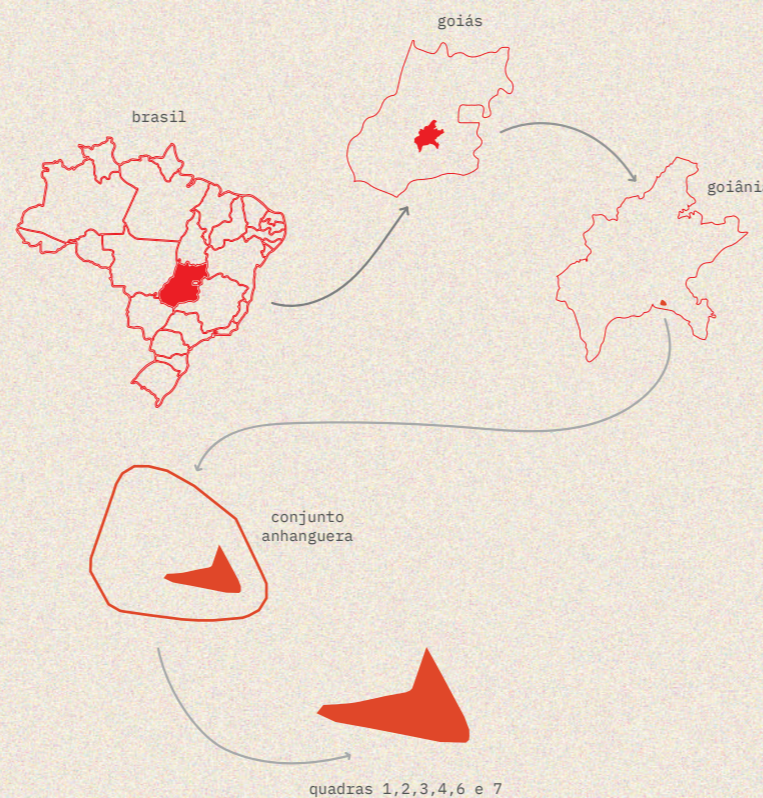 goiás
brasil
goiâni
conjunto
anhanguera
quadras 1,2,3,4,6 e 7